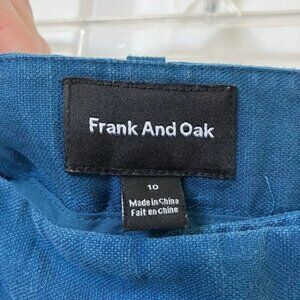 Frank And Oak
10
Made in China
Fait en Chine